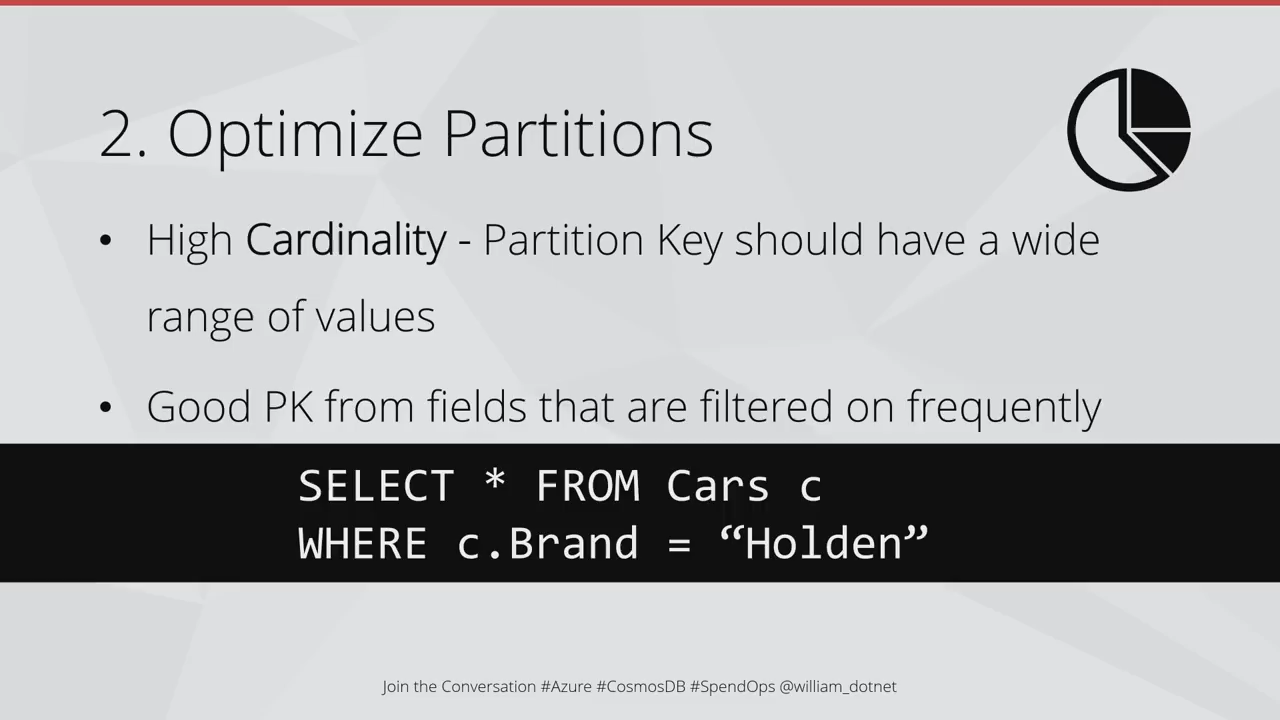 2. Optimize Partitions
• High Cardinality - Partition Key should have a wide
range of values
• Good PK from fields that are filtered on frequently
SELECT * FROM Cars c
WHERE c.Brand = “Holden”
Join the Conversation #Azure #CosmosDB #SpendOps @william_dotnet